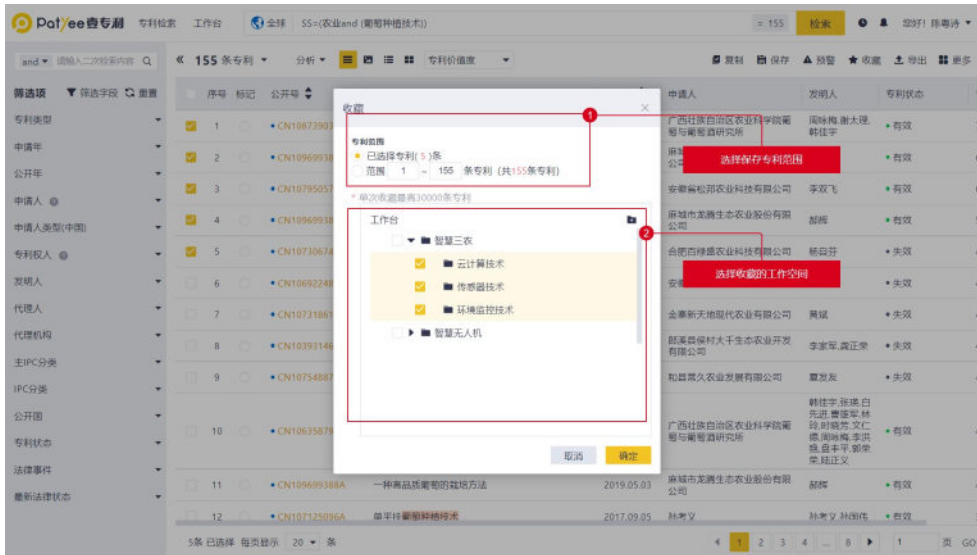 Patyee壹专利 专利检索 工作台 全球 SS=(农业and (葡萄种植技术)) = 155 检索 您好! 陈粤诗
and 请输入二次检索内容 155 条专利 分析 专利价值度 复制 保存 预警 收藏 导出 更多
筛选项 筛选字段 重置 序号 标记 公开号 申请人 发明人 专利状态
收藏
专利范围
已选择专利( 5 )条
范围 1 ~ 155 条专利 (共155条专利)
* 单次收藏最高30000条专利
1
选择保存专利范围
工作台
智慧三农
云计算技术
传感器技术
环境监控技术
智慧无人机
2
选择收藏的工作空间
取消 确定
专利类型
申请年
公开年
申请人
申请人类型(中国)
专利权人
发明人
代理人
代理机构
主IPC分类
IPC分类
公开国
专利状态
法律事件
最新法律状态
1 CN10873903 广西壮族自治区农业科学院葡萄与葡萄酒研究所 周咏梅,谢太理,韩佳宇 有效
2 CN10969938 有效
3 CN10795057 安徽省松邦农业科技有限公司 李双飞 有效
4 CN10969938 麻城市龙腾生态农业股份有限公司 郝辉 有效
5 CN10730674 合肥百绿盛农业科技有限公司 杨自芬 失效
6 CN10692248 失效
7 CN10731861 金寨新天地现代农业有限公司 黄斌 失效
8 CN10393146 郎溪县侯村大千生态农业开发有限公司 李家军,龚正荣 失效
9 CN10754887 和县常久农业发展有限公司 夏发发 失效
10 CN10635879 广西壮族自治区农业科学院葡萄与葡萄酒研究所 有效
11 CN109699388A 一种高品质葡萄的栽培方法 2019.05.03 麻城市龙腾生态农业股份有限公司 郝辉 有效
12 CN107125096A 单平持葡萄种植技术 2017.09.05 孙考义 孙考义,孙国伟 有效
5条 已选择 每页显示 20 条 1 2 3 4 ... 8 1 页 GO